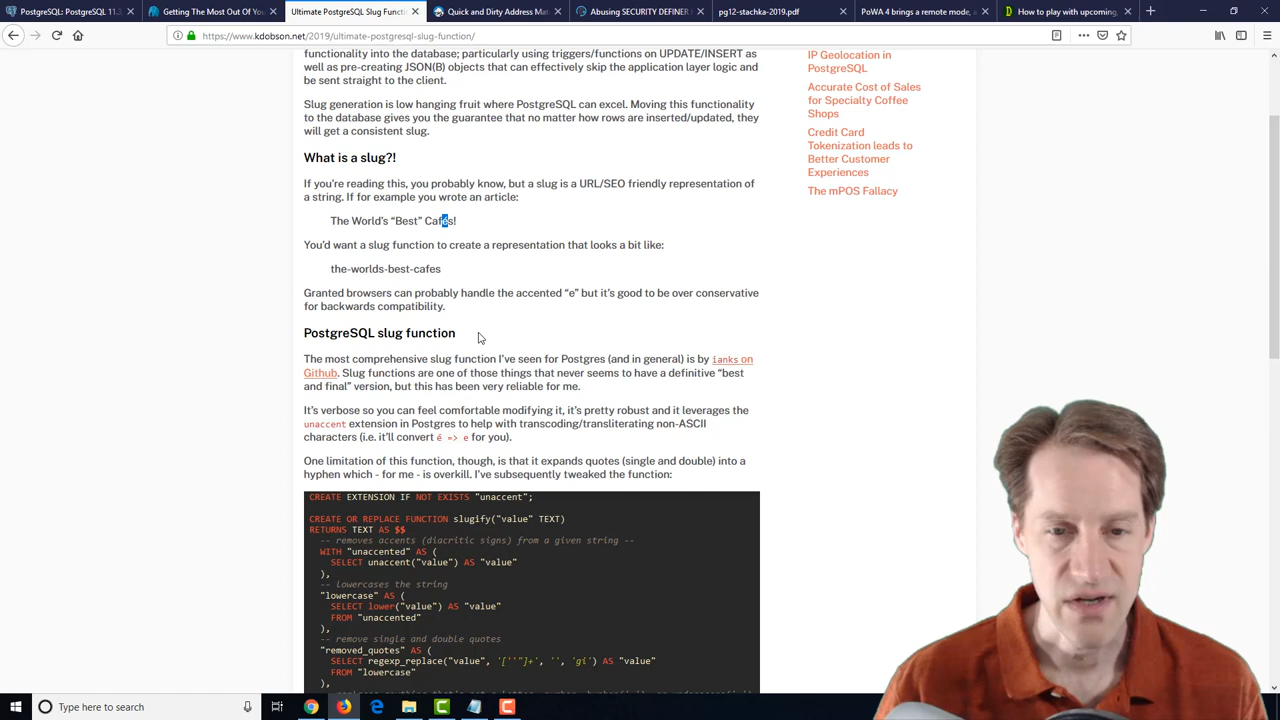 PostgreSQL: PostgreSQL 11.3,
Getting The Most Out Of You
Ultimate PostgreSQL Slug Functi
Quick and Dirty Address Mat
Abusing SECURITY DEFINER
pg12-stachka-2019.pdf
PoWA 4 brings a remote mode, a
How to play with upcoming,
https://www.kdobson.net/2019/ultimate-postgresql-slug-function/
functionality into the database; particularly using triggers/functions on UPDATE/INSERT as
well as pre-creating JSON(B) objects that can effectively skip the application layer logic and
be sent straight to the client.
Slug generation is low hanging fruit where PostgreSQL can excel. Moving this functionality
to the database gives you the guarantee that no matter how rows are inserted/updated, they
will get a consistent slug.
What is a slug?!
If you're reading this, you probably know, but a slug is a URL/SEO friendly representation of
a string. If for example you wrote an article:
The World's “Best” Cafés!
You'd want a slug function to create a representation that looks a bit like:
the-worlds-best-cafes
Granted browsers can probably handle the accented “e” but it's good to be over conservative
for backwards compatibility.
PostgreSQL slug function
The most comprehensive slug function I've seen for Postgres (and in general) is by ianks on
Github. Slug functions are one of those things that never seems to have a definitive “best
and final” version, but this has been very reliable for me.
It's verbose so you can feel comfortable modifying it, it's pretty robust and it leverages the
unaccent extension in Postgres to help with transcoding/transliterating non-ASCII
characters (i.e. it'll convert é => e for you).
One limitation of this function, though, is that it expands quotes (single and double) into a
hyphen which - for me - is overkill. I've subsequently tweaked the function:
CREATE EXTENSION IF NOT EXISTS "unaccent";
CREATE OR REPLACE FUNCTION slugify("value" TEXT)
RETURNS TEXT AS $$
-- removes accents (diacritic signs) from a given string --
WITH "unaccented" AS (
SELECT unaccent("value") AS "value"
),
-- lowercases the string
"lowercase" AS (
SELECT lower("value") AS "value"
FROM "unaccented"
),
-- remove single and double quotes
"removed_quotes" AS (
SELECT regexp_replace("value", '[''"]+', '', 'gi') AS "value"
FROM "lowercase"
),
IP Geolocation in
PostgreSQL
Accurate Cost of Sales
for Specialty Coffee
Shops
Credit Card
Tokenization leads to
Better Customer
Experiences
The mPOS Fallacy
Type here to search